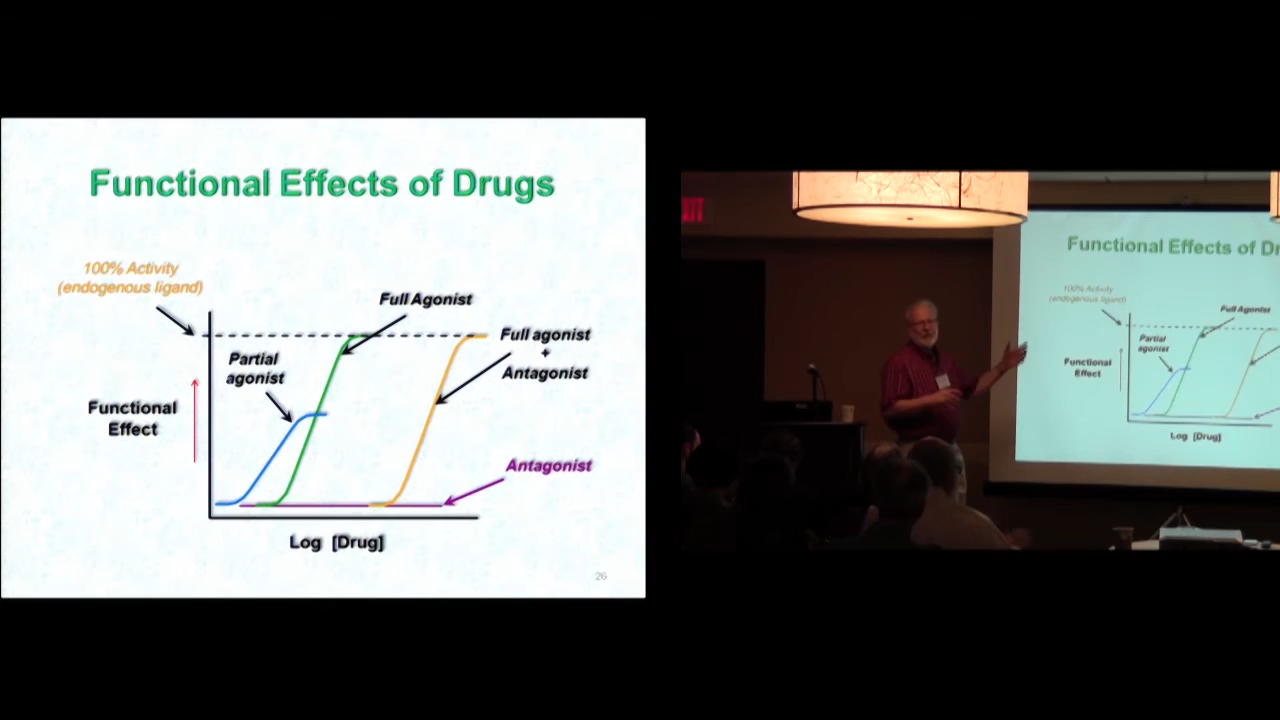 Functional Effects of Drugs
100% Activity
(endogenous ligand)
Full Agonist
Partial
agonist
Full agonist
+
Antagonist
Functional
Effect
Antagonist
Log [Drug]
26
Functional Effects of Dr
100% Activity
(endogenous ligand)
Full Agonist
Partial
agonist
Functional
Effect
Log [Drug]